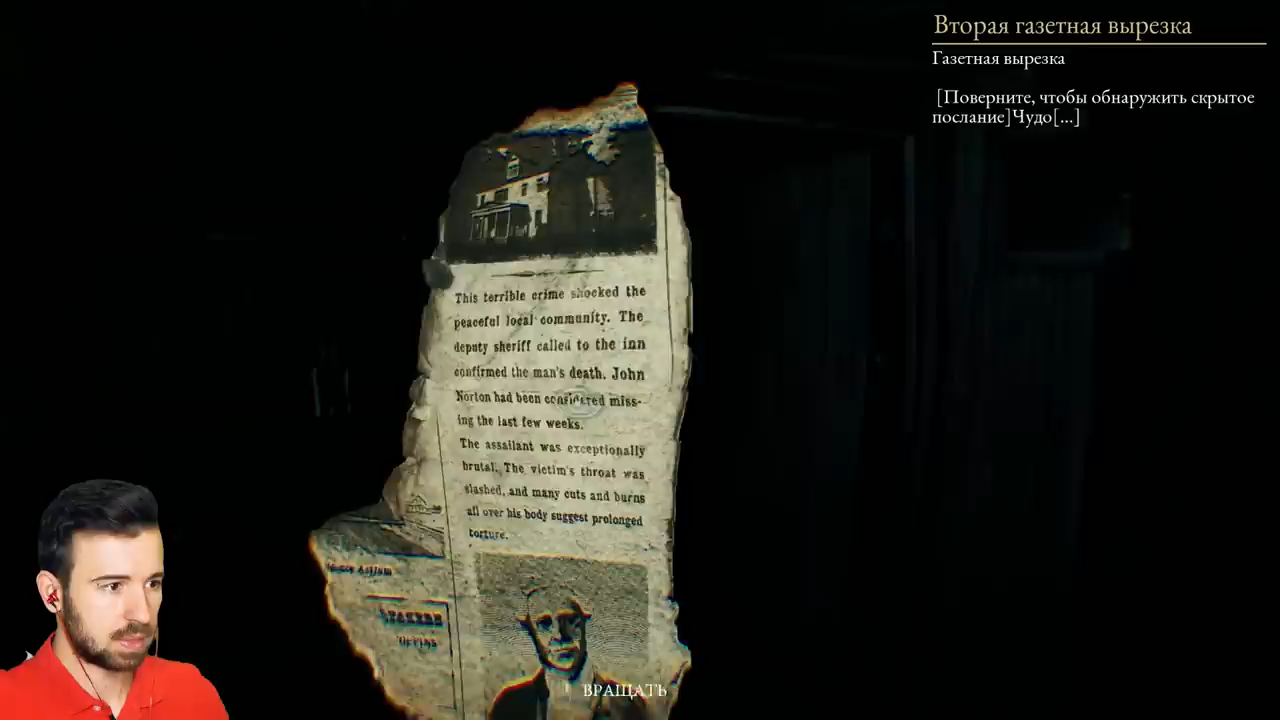 Вторая газетная вырезка
Газетная вырезка
[Поверните, чтобы обнаружить скрытое
послание]Чудо[...]
This terrible crime shocked the
peaceful local community. The
deputy sheriff called to the inn
confirmed the man's death. John
Norton had been considered miss-
ing the last few weeks.
The assailant was exceptionally
brutal. The victim's throat was
slashed, and many cuts and burns
all over his body suggest prolonged
torture.
Asylum
ВРАЩАТЬ